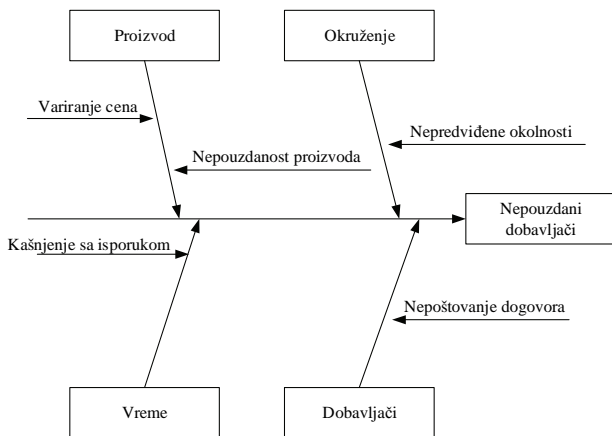 Proizvod
Okruženje
Variranje cena
Nepredviđene okolnosti
Nepouzdanost proizvoda
Nepouzdani
dobavljači
Kašnjenje sa isporukom
Nepoštovanje dogovora
Vreme
Dobavljači